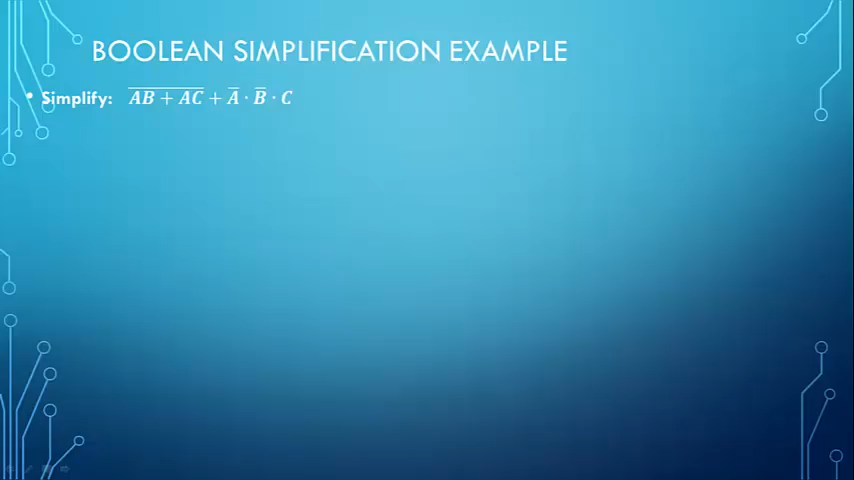 BOOLEAN SIMPLIFICATION EXAMPLE
• Simplify: $\overline{AB + AC} + \overline{A} \cdot \overline{B} \cdot C$